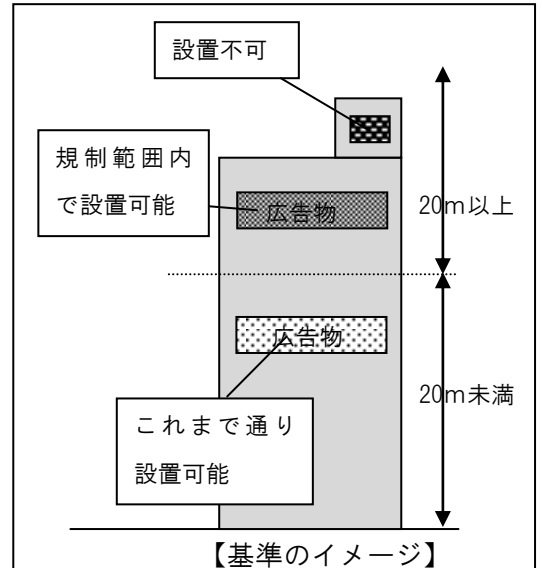 設置不可
規制範囲内
で設置可能
広告物
20m以上
広告物
20m未満
これまで通り
設置可能
【基準のイメージ】